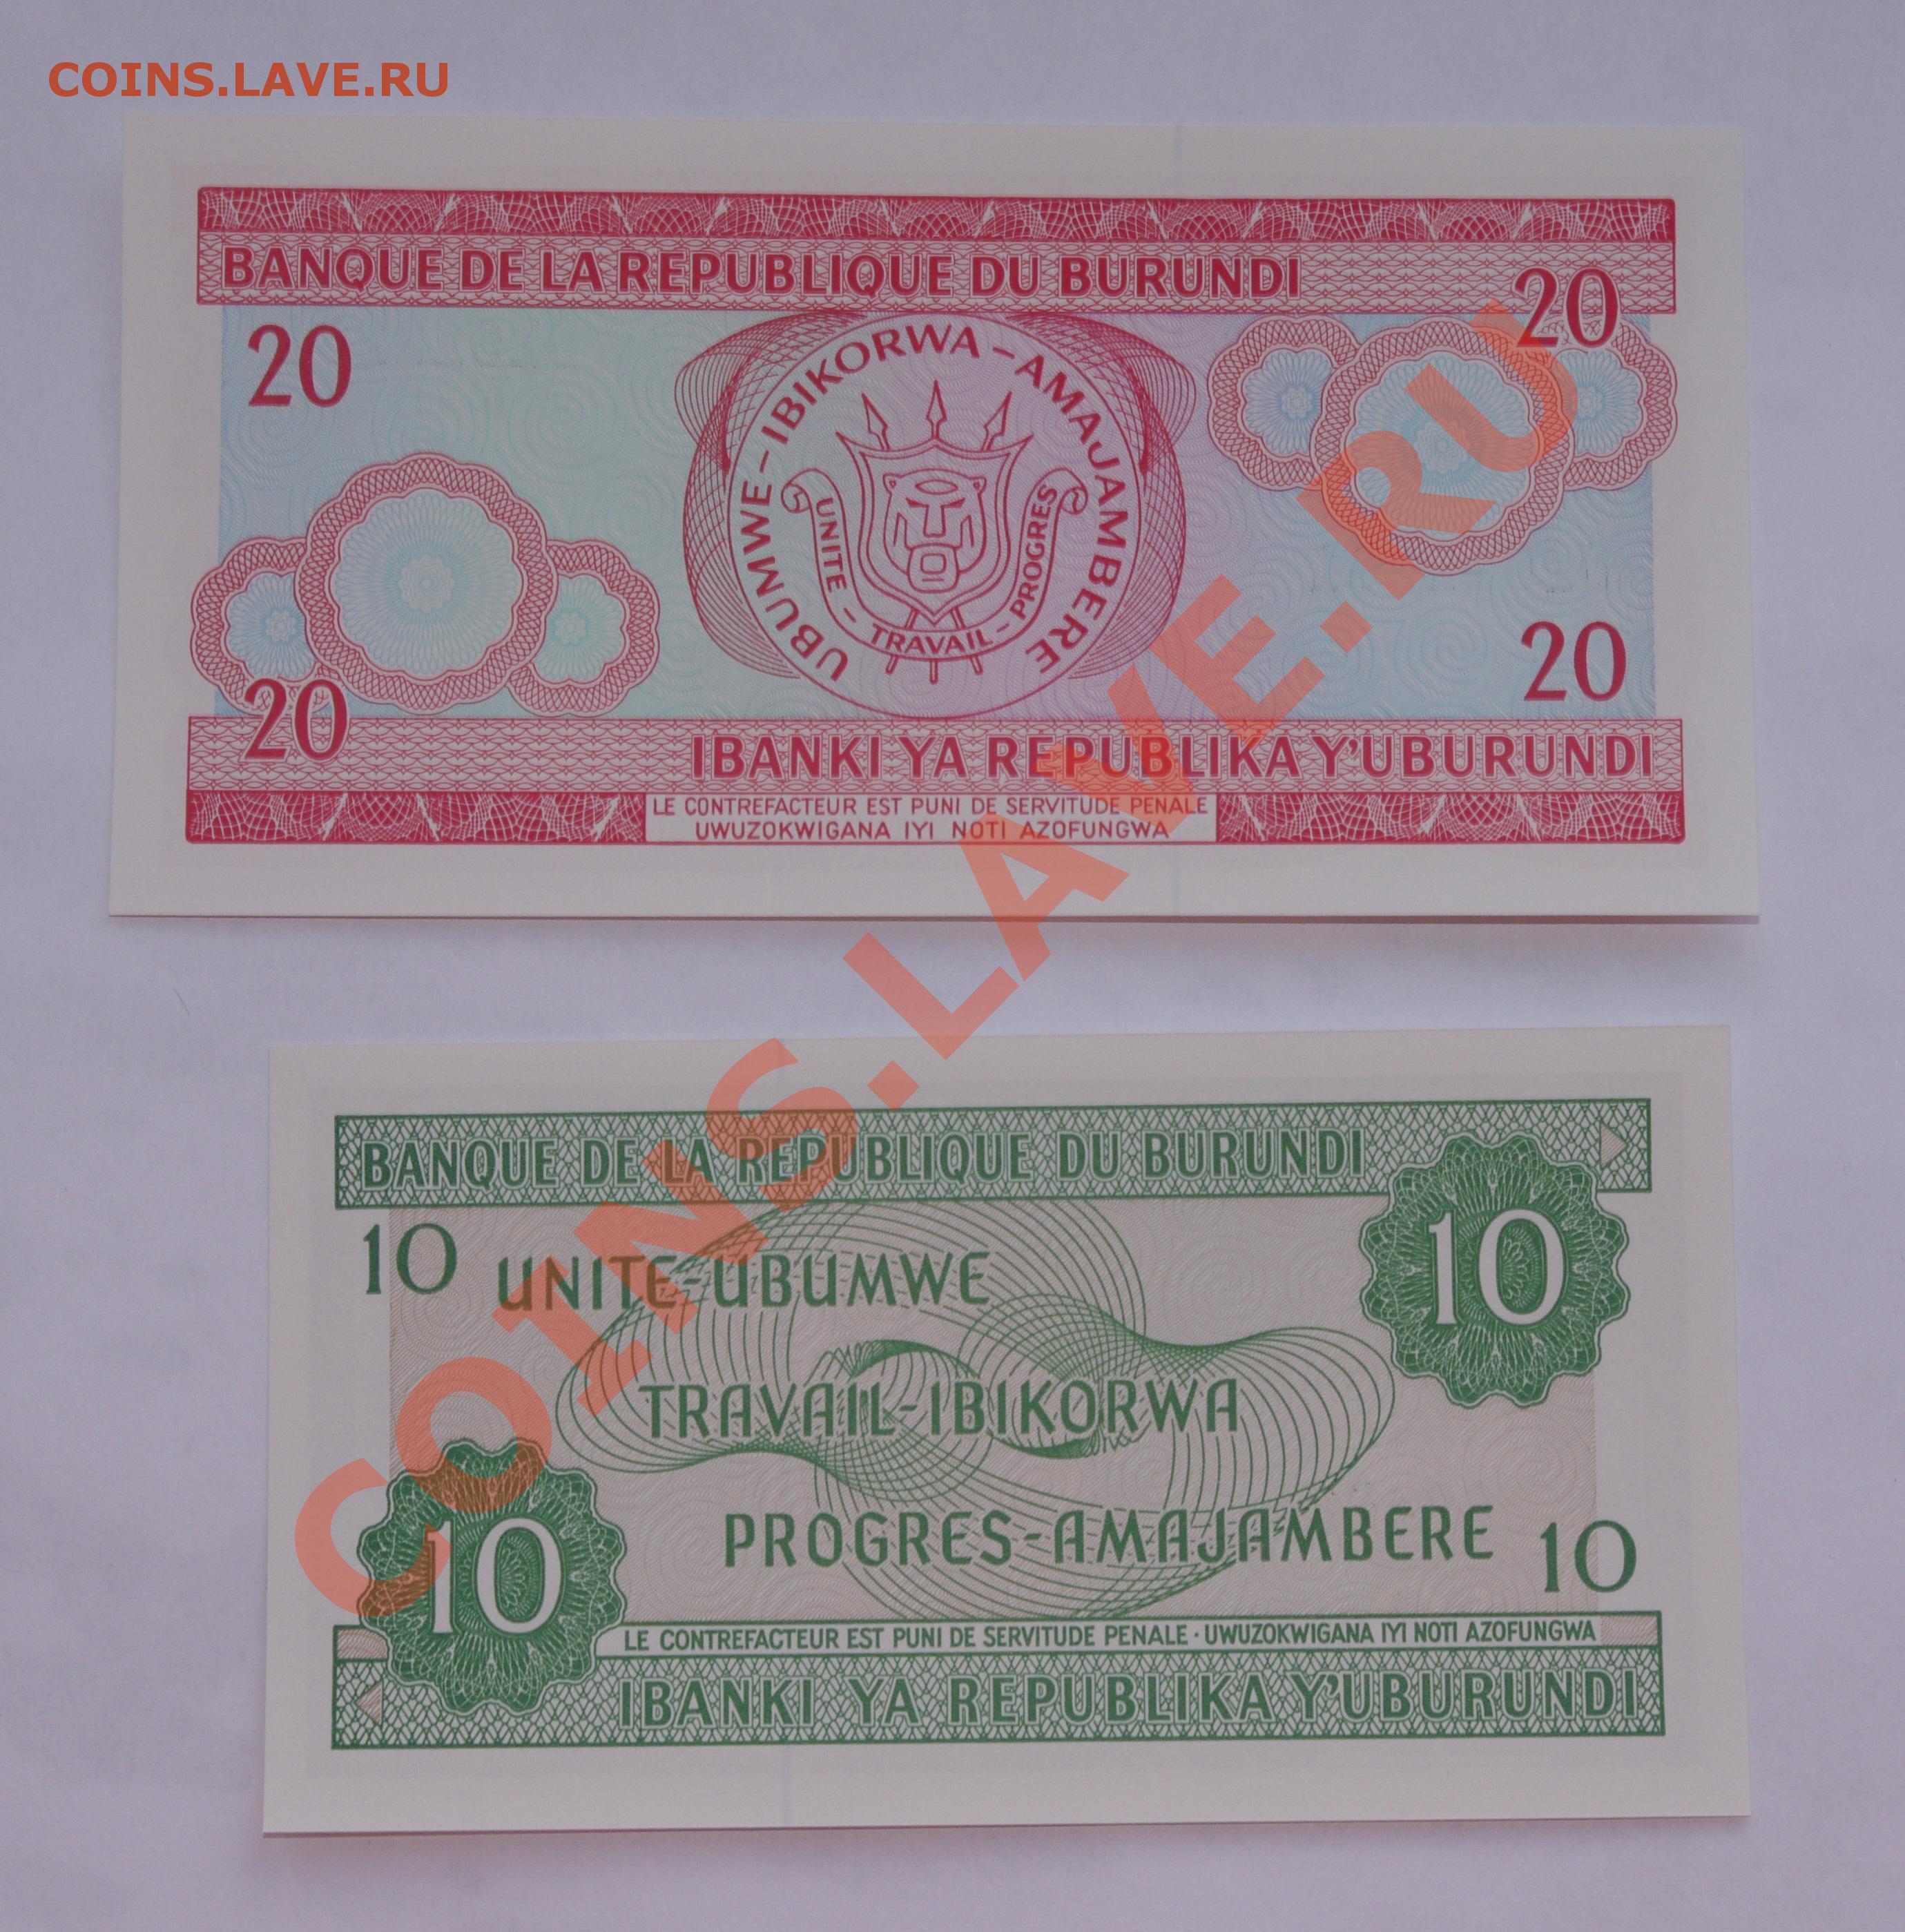 COINS.LAVE.RU
BANQUE DE LA REPUBLIQUE DU BURUNDI
20
20
UBUMWE – IBIKORWA – AMAJAMBERE
UNITE – TRAVAIL – PROGRES
20
20
IBANKI YA REPUBLIKA Y'UBURUNDI
LE CONTREFACTEUR EST PUNI DE SERVITUDE PENALE
UWUZOKWIGANA IYI NOTI AZOFUNGWA
COINS.LAVE.RU
BANQUE DE LA REPUBLIQUE DU BURUNDI
10
10
UNITE-UBUMWE
TRAVAIL-IBIKORWA
PROGRES-AMAJAMBERE
10
10
LE CONTREFACTEUR EST PUNI DE SERVITUDE PENALE · UWUZOKWIGANA IYI NOTI AZOFUNGWA
IBANKI YA REPUBLIKA Y'UBURUNDI